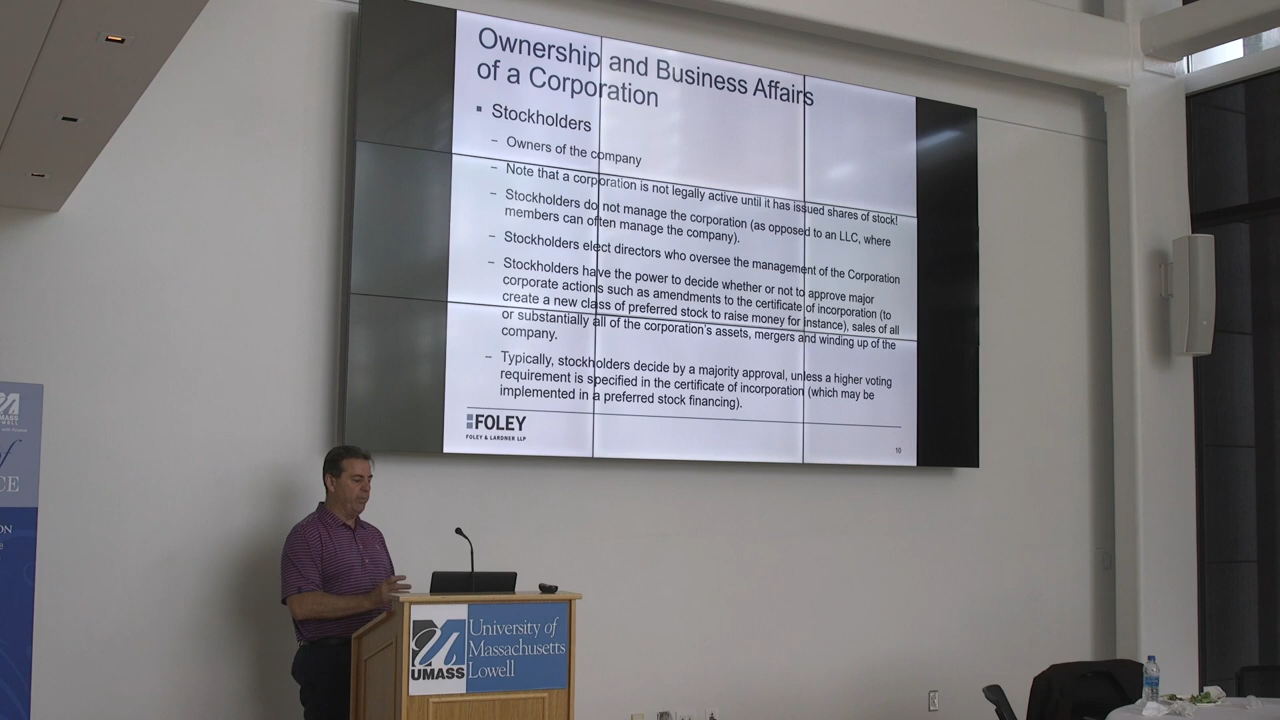 Ownership and Business Affairs
of a Corporation
▪ Stockholders
– Owners of the company
– Note that a corporation is not legally active until it has issued shares of stock!
– Stockholders do not manage the corporation (as opposed to an LLC, where
members can often manage the company).
– Stockholders elect directors who oversee the management of the Corporation
– Stockholders have the power to decide whether or not to approve major
corporate actions such as amendments to the certificate of incorporation (to
create a new class of preferred stock to raise money for instance), sales of all
or substantially all of the corporation's assets, mergers and winding up of the
company.
– Typically, stockholders decide by a majority approval, unless a higher voting
requirement is specified in the certificate of incorporation (which may be
implemented in a preferred stock financing).
FOLEY
FOLEY & LARDNER LLP
10
UMASS
University of
Massachusetts
Lowell